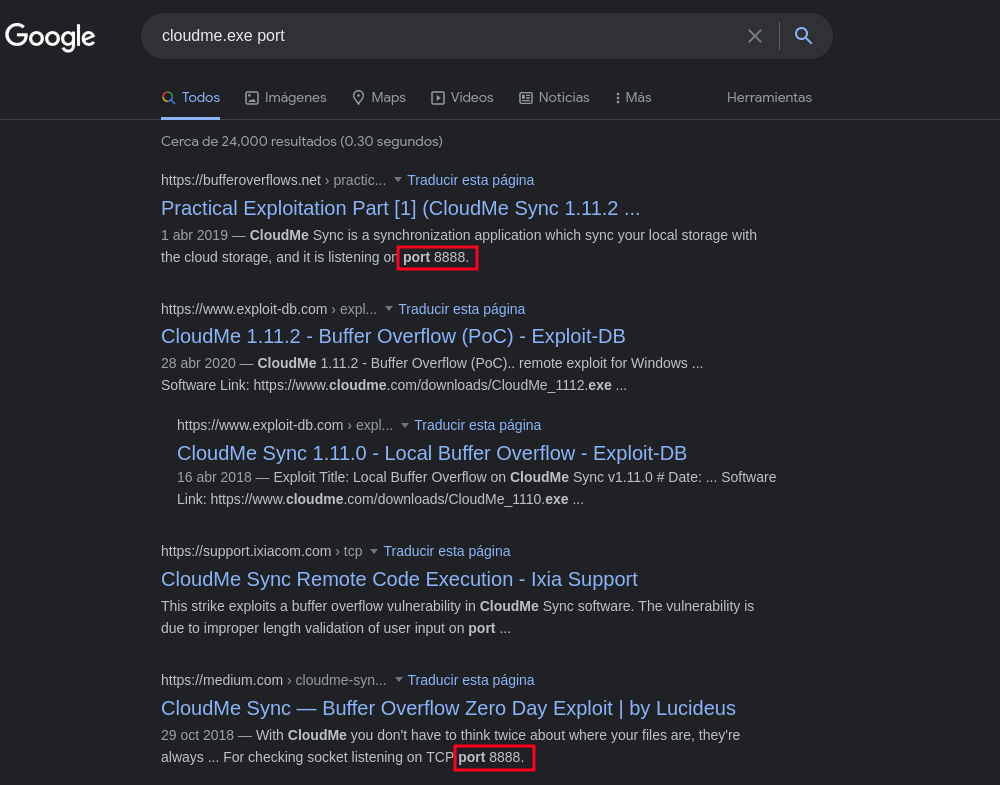 Google
cloudme.exe port
Todos Imágenes Maps Videos Noticias Más Herramientas
Cerca de 24,000 resultados (0.30 segundos)
https://bufferoverflows.net › practic... Traducir esta página
Practical Exploitation Part [1] (CloudMe Sync 1.11.2 ...
1 abr 2019 — CloudMe Sync is a synchronization application which sync your local storage with
the cloud storage, and it is listening on port 8888.
https://www.exploit-db.com › expl... Traducir esta página
CloudMe 1.11.2 - Buffer Overflow (PoC) - Exploit-DB
28 abr 2020 — CloudMe 1.11.2 - Buffer Overflow (PoC).. remote exploit for Windows ...
Software Link: https://www.cloudme.com/downloads/CloudMe_1112.exe ...
https://www.exploit-db.com › expl... Traducir esta página
CloudMe Sync 1.11.0 - Local Buffer Overflow - Exploit-DB
16 abr 2018 — Exploit Title: Local Buffer Overflow on CloudMe Sync v1.11.0 # Date: ... Software
Link: https://www.cloudme.com/downloads/CloudMe_1110.exe ...
https://support.ixiacom.com › tcp Traducir esta página
CloudMe Sync Remote Code Execution - Ixia Support
This strike exploits a buffer overflow vulnerability in CloudMe Sync software. The vulnerability is
due to improper length validation of user input on port ...
https://medium.com › cloudme-syn... Traducir esta página
CloudMe Sync — Buffer Overflow Zero Day Exploit | by Lucideus
29 oct 2018 — With CloudMe you don't have to think twice about where your files are, they're
always ... For checking socket listening on TCP port 8888.